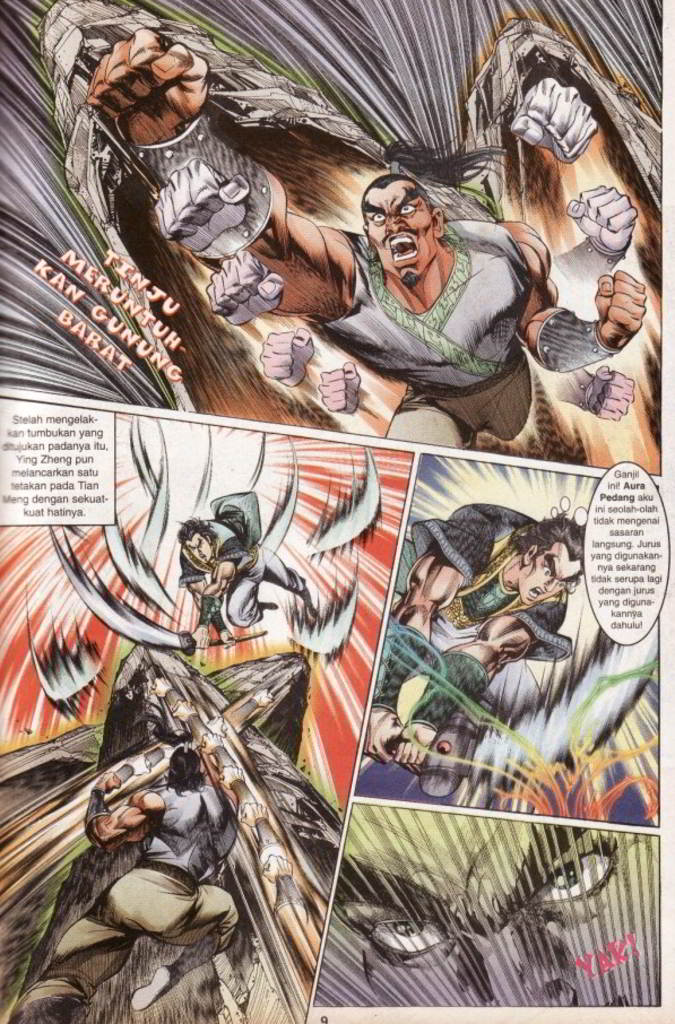 TINJU
MERUNTUH-
KAN GUNUNG
BARAT
Stelah mengelak-
kan tumbukan yang
ditujukan padanya itu,
Ying Zheng pun
melancarkan satu
tetakan pada Tian
Meng dengan sekuat-
kuat hatinya.
Ganjil
ini! Aura
Pedang aku
ini seolah-olah
tidak mengenai
sasaran
langsung. Jurus
yang digunakan-
nya sekarang
tidak serupa lagi
dengan jurus
yang diguna-
kannya
dahulu!
YAK!
9